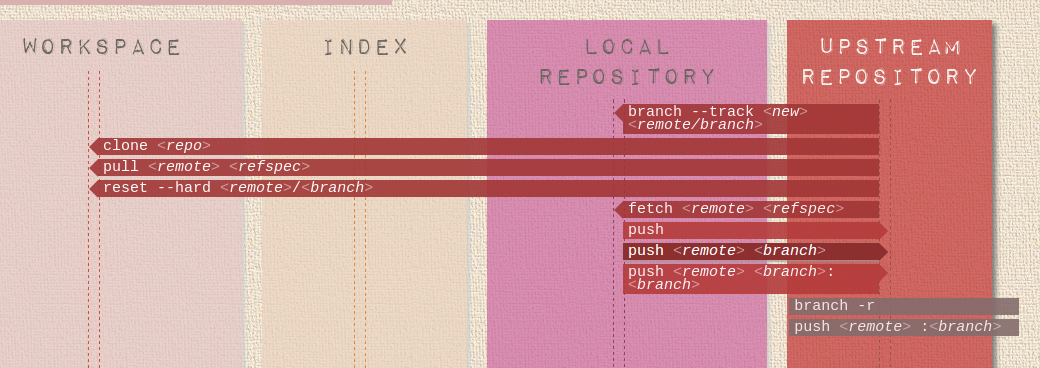 WORKSPACE
INDEX
LOCAL
REPOSITORY
UPSTREAM
REPOSITORY
branch --track <new>
<remote/branch>
clone <repo>
pull <remote> <refspec>
reset --hard <remote>/<branch>
fetch <remote> <refspec>
push
push <remote> <branch>
push <remote> <branch>:
<branch>
branch -r
push <remote> :<branch>